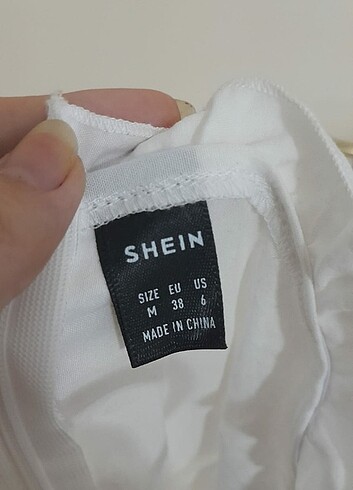 SHEIN
SIZE EU US
M 38 6
MADE IN CHINA